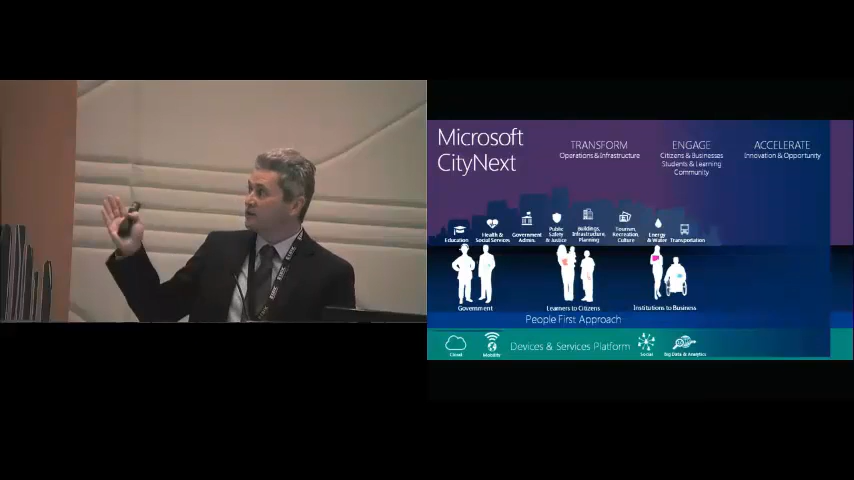 Microsoft
CityNext
TRANSFORM
Operations & Infrastructure
ENGAGE
Citizens & Businesses
Students & Learning
Community
ACCELERATE
Innovation & Opportunity
Education
Health &
Social Services
Government
Admin.
Public
Safety
& Justice
Buildings,
Infrastructure,
Planning
Tourism,
Recreation,
Culture
Energy
& Water
Transportation
Government
Learners to Citizens
Institutions to Business
People First Approach
Cloud
Mobility
Devices & Services Platform
Social
Big Data & Analytics